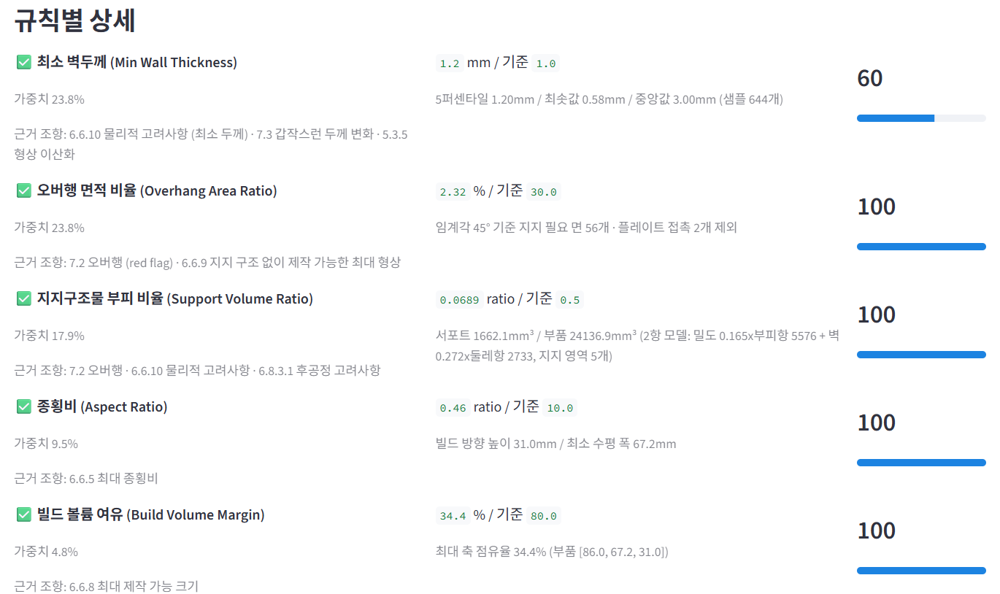 규칙별 상세
✅ 최소 벽두께 (Min Wall Thickness)
1.2 mm / 기준 1.0
60
가중치 23.8%
5퍼센타일 1.20mm / 최솟값 0.58mm / 중앙값 3.00mm (샘플 644개)
근거 조항: 6.6.10 물리적 고려사항 (최소 두께) · 7.3 갑작스런 두께 변화 · 5.3.5
형상 이산화
✅ 오버행 면적 비율 (Overhang Area Ratio)
2.32 % / 기준 30.0
100
가중치 23.8%
임계각 45° 기준 지지 필요 면 56개 · 플레이트 접촉 2개 제외
근거 조항: 7.2 오버행 (red flag) · 6.6.9 지지 구조 없이 제작 가능한 최대 형상
✅ 지지구조물 부피 비율 (Support Volume Ratio)
0.0689 ratio / 기준 0.5
100
가중치 17.9%
서포트 1662.1mm³ / 부품 24136.9mm³ (2항 모델: 밀도 0.165x부피항 5576 + 벽
0.272x둘레항 2733, 지지 영역 5개)
근거 조항: 7.2 오버행 · 6.6.10 물리적 고려사항 · 6.8.3.1 후공정 고려사항
✅ 종횡비 (Aspect Ratio)
0.46 ratio / 기준 10.0
100
가중치 9.5%
빌드 방향 높이 31.0mm / 최소 수평 폭 67.2mm
근거 조항: 6.6.5 최대 종횡비
✅ 빌드 볼륨 여유 (Build Volume Margin)
34.4 % / 기준 80.0
100
가중치 4.8%
최대 축 점유율 34.4% (부품 [86.0, 67.2, 31.0])
근거 조항: 6.6.8 최대 제작 가능 크기